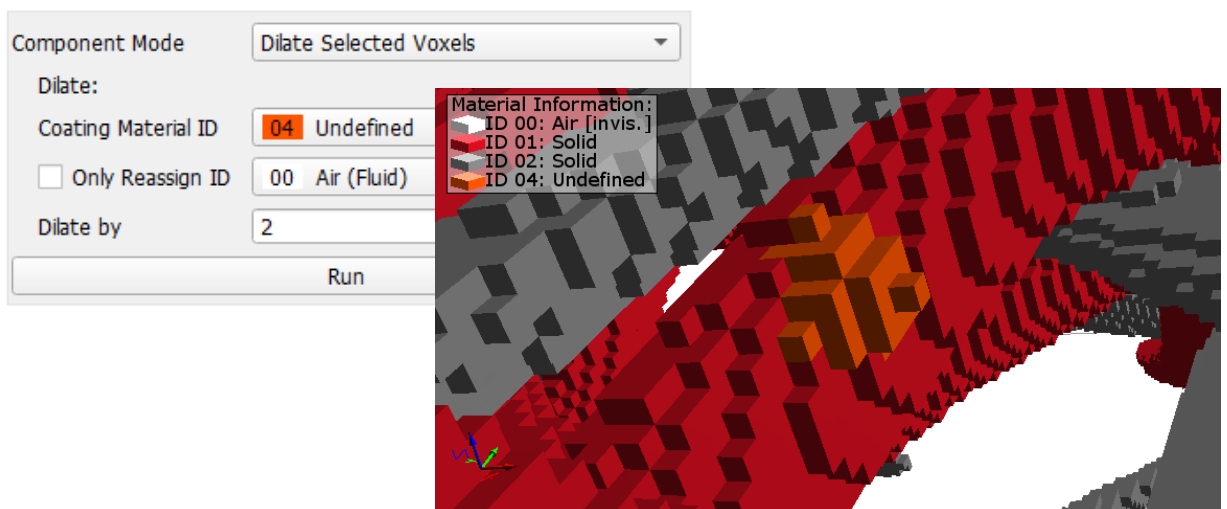 Component Mode Dilate Selected Voxels
Dilate:
Coating Material ID 04 Undefined
Only Reassign ID 00 Air (Fluid)
Dilate by 2
Run
Material Information:
ID 00: Air [invis.]
ID 01: Solid
ID 02: Solid
ID 04: Undefined